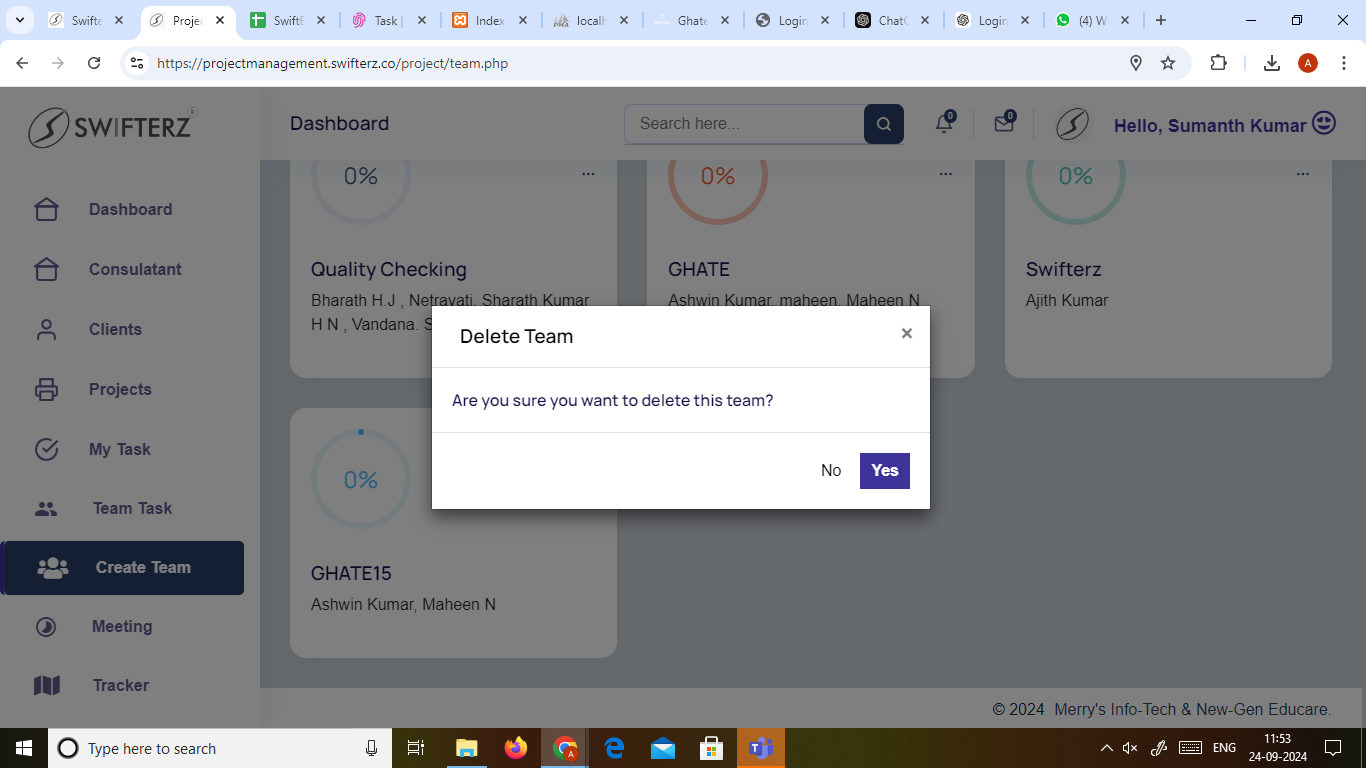 Swifte
Projec
SwiftE
Task |
Index
localh
Ghate
Login
ChatG
Login
(4) W
https://projectmanagement.swifterz.co/project/team.php
A
SWIFTERZ®
Dashboard
Search here...
0
0
Hello, Sumanth Kumar
Dashboard
Consulatant
Clients
Projects
My Task
Team Task
Create Team
Meeting
Tracker
0%
...
Quality Checking
Bharath H.J , Netravati, Sharath Kumar
H N , Vandana. S
0%
...
GHATE
Ashwin Kumar, maheen, Maheen N
0%
...
Swifterz
Ajith Kumar
Delete Team
×
Are you sure you want to delete this team?
No
Yes
0%
GHATE15
Ashwin Kumar, Maheen N
© 2024 Merry's Info-Tech & New-Gen Educare.
Type here to search
A
ENG
11:53
24-09-2024